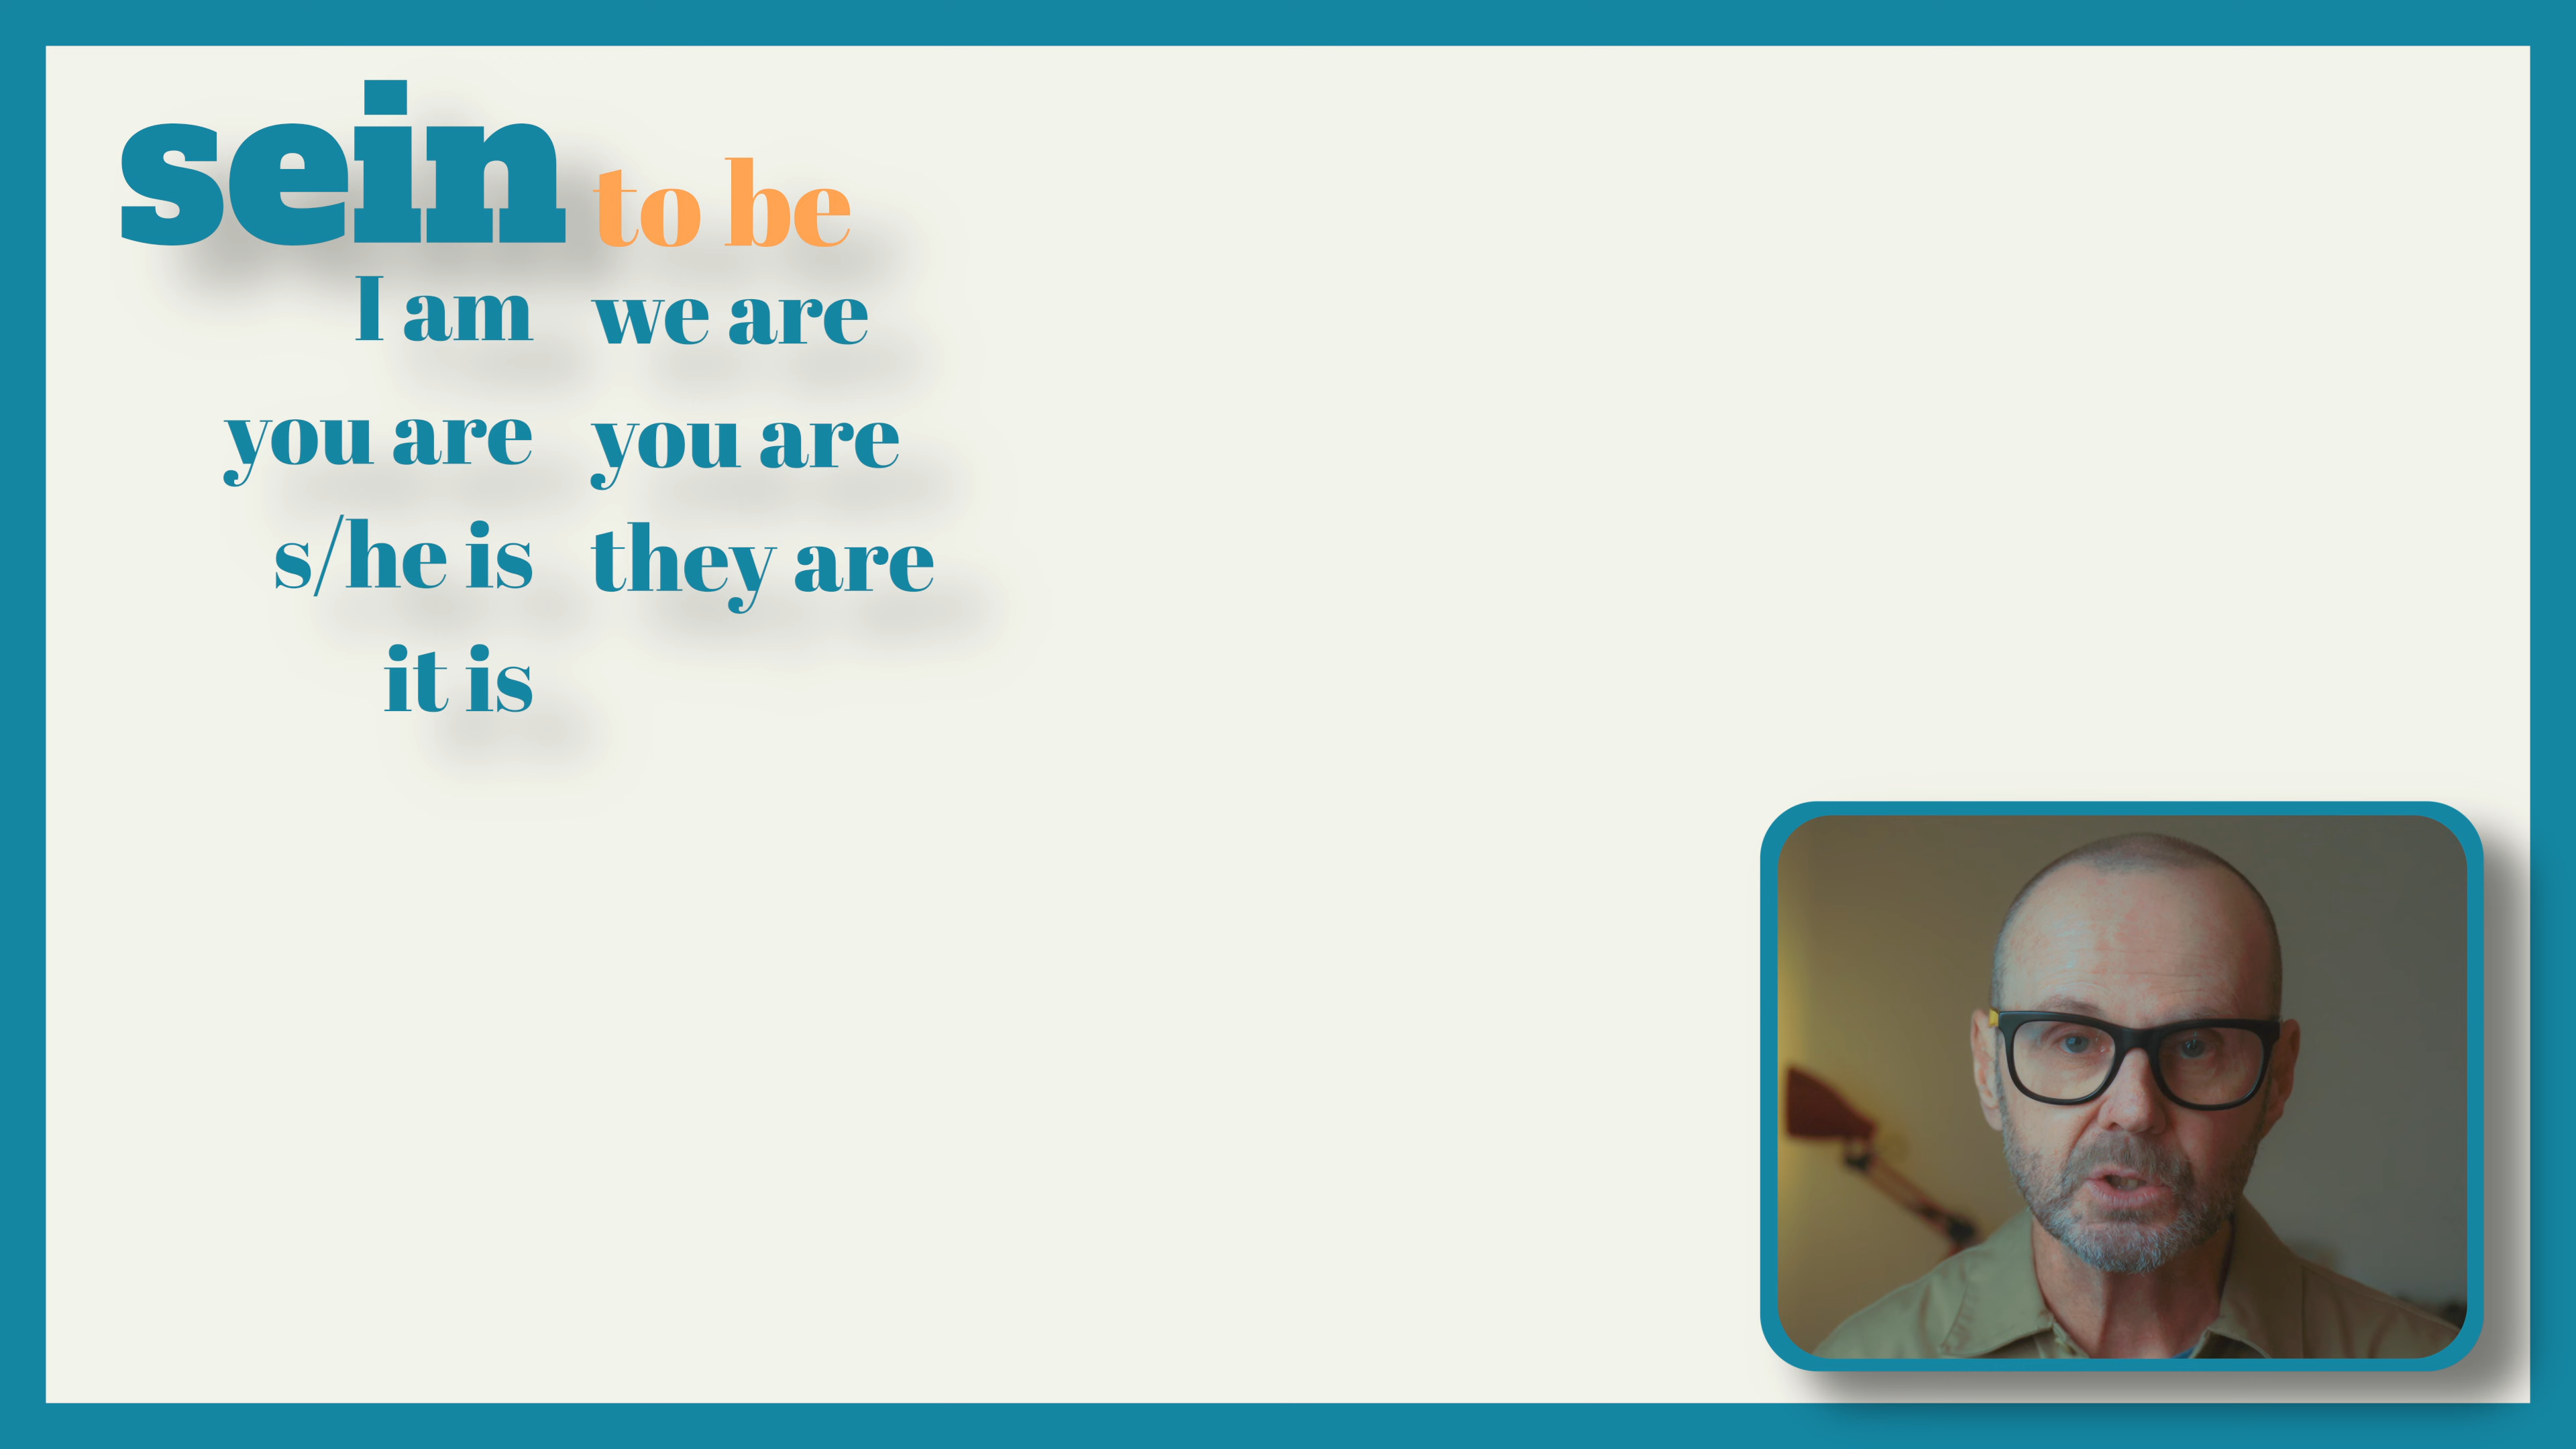 sein to be
I am we are
you are you are
s/he is they are
it is